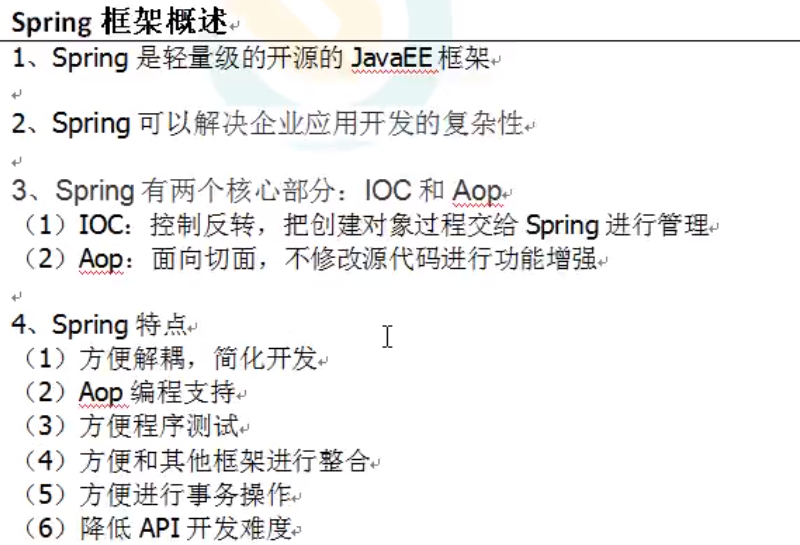 Spring 框架概述
1、Spring 是轻量级的开源的 JavaEE 框架
2、Spring 可以解决企业应用开发的复杂性
3、Spring 有两个核心部分：IOC 和 Aop
（1）IOC：控制反转，把创建对象过程交给 Spring 进行管理
（2）Aop：面向切面，不修改源代码进行功能增强
4、Spring 特点
（1）方便解耦，简化开发
（2）Aop 编程支持
（3）方便程序测试
（4）方便和其他框架进行整合
（5）方便进行事务操作
（6）降低 API 开发难度